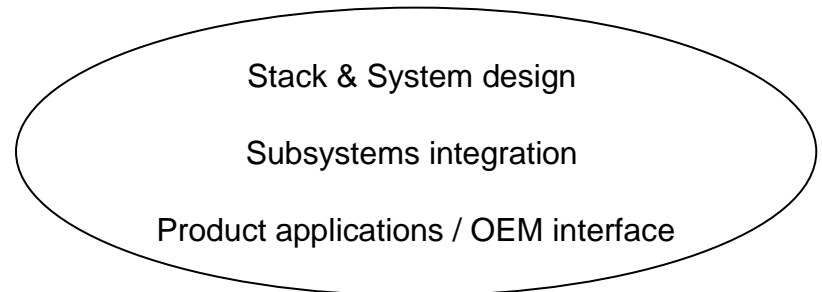 Stack & System design
Subsystems integration
Product applications / OEM interface